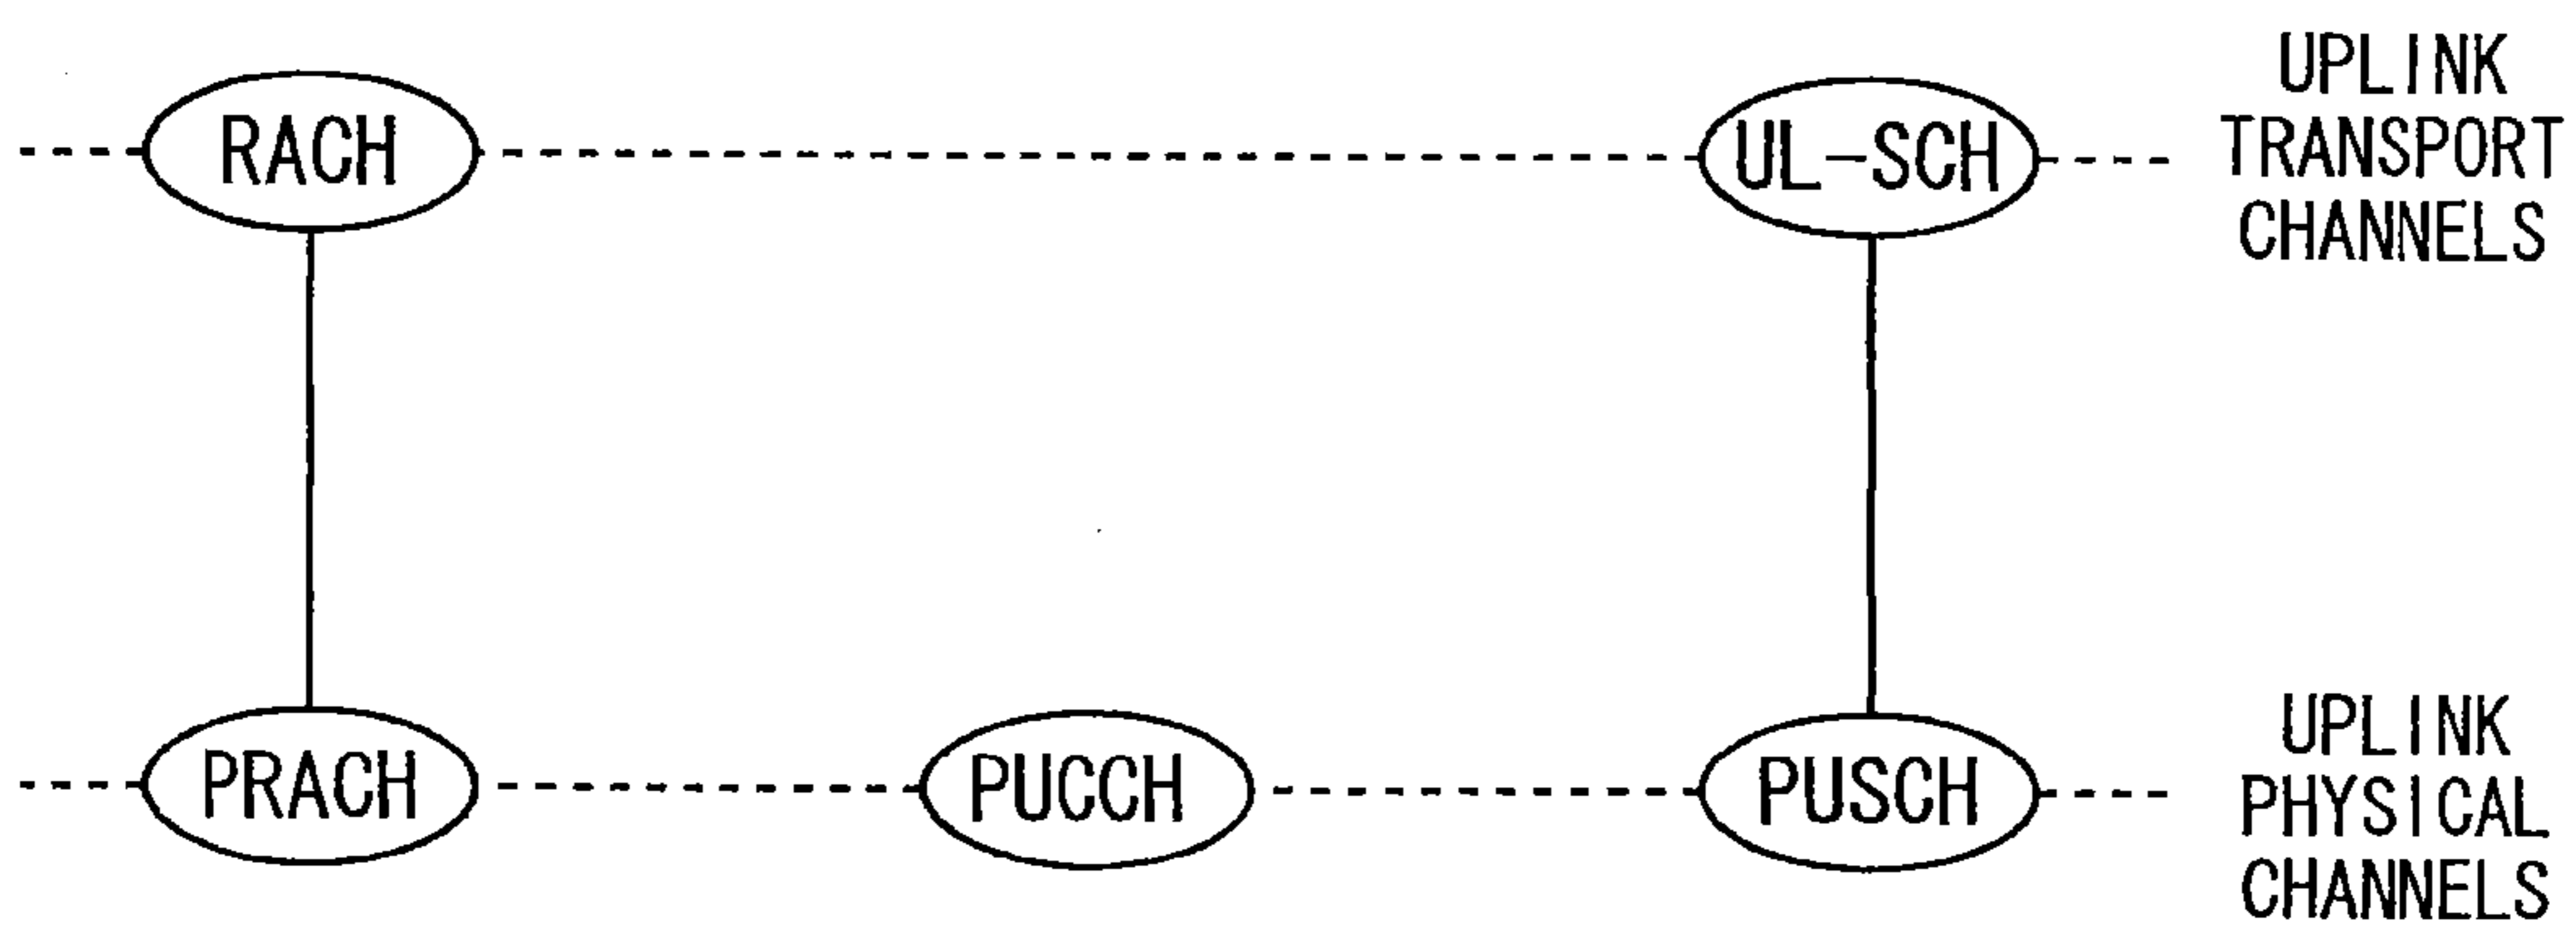 RACH
UL-SCH
UPLINK
TRANSPORT
CHANNELS
PRACH
PUCCH
PUSCH
UPLINK
PHYSICAL
CHANNELS